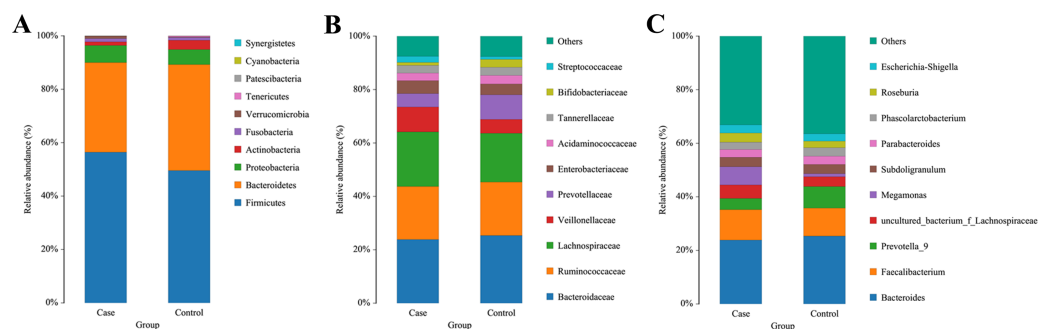 A
Relative abundance (%)
100%
80%
60%
40%
20%
0%
Case
Control
Group
Synergistetes
Cyanobacteria
Patescibacteria
Tenericutes
Verrucomicrobia
Fusobacteria
Actinobacteria
Proteobacteria
Bacteroidetes
Firmicutes
B
Relative abundance (%)
100%
80%
60%
40%
20%
0%
Case
Control
Group
Others
Streptococcaceae
Bifidobacteriaceae
Tannerellaceae
Acidaminococcaceae
Enterobacteriaceae
Prevotellaceae
Veillonellaceae
Lachnospiraceae
Ruminococcaceae
Bacteroidaceae
C
Relative abundance (%)
100%
80%
60%
40%
20%
0%
Case
Control
Group
Others
Escherichia-Shigella
Roseburia
Phascolarctobacterium
Parabacteroides
Subdoligranulum
Megamonas
uncultured_bacterium_f_Lachnospiraceae
Prevotella_9
Faecalibacterium
Bacteroides